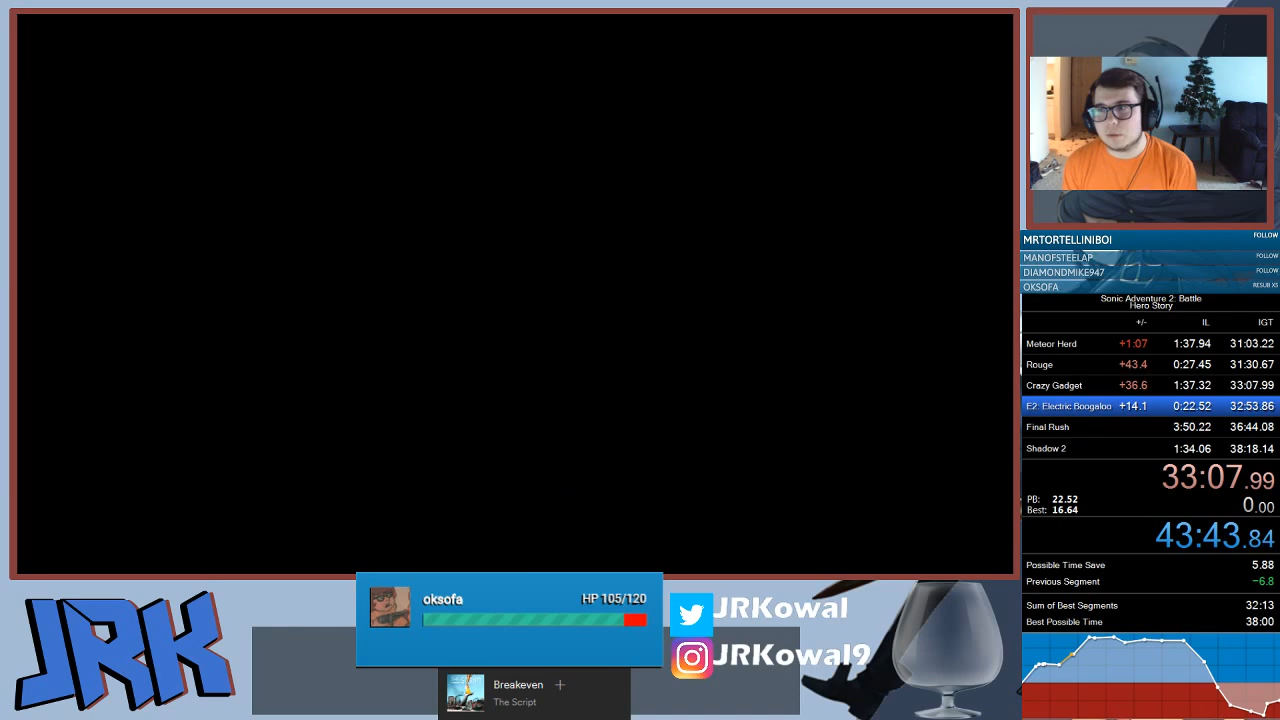 MRTORTELLINIBOI FOLLOW
MANOFSTEELAP FOLLOW
DIAMONDMIKE947 FOLLOW
OKSOFA RESUB X5
Sonic Adventure 2: Battle
Hero Story
+/- IL IGT
Meteor Herd +1:07 1:37.94 31:03.22
Rouge +43.4 0:27.45 31:30.67
Crazy Gadget +36.6 1:37.32 33:07.99
E2: Electric Boogaloo +14.1 0:22.52 32:53.86
Final Rush 3:50.22 36:44.08
Shadow 2 1:34.06 38:18.14
33:07.99
PB: 22.52 0.00
Best: 16.64
43:43.84
Possible Time Save 5.88
Previous Segment −6.8
Sum of Best Segments 32:13
Best Possible Time 38:00
JRK
oksofa HP 105/120
Breakeven +
The Script
JRKowal
JRKowal9